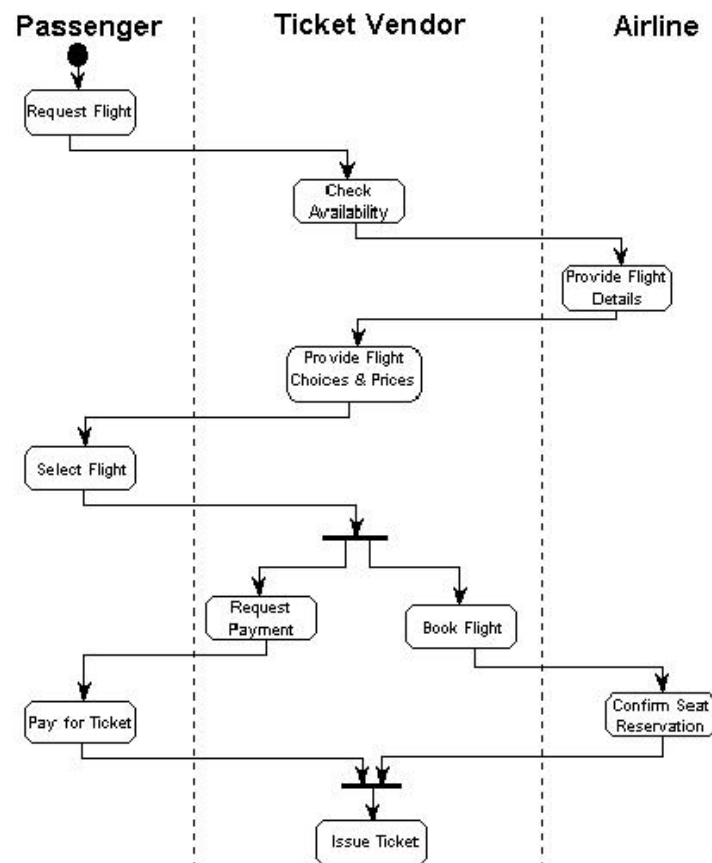 Passenger
Ticket Vendor
Airline
Request Flight
Check
Availability
Provide Flight
Details
Provide Flight
Choices & Prices
Select Flight
Request
Payment
Book Flight
Pay for Ticket
Confirm Seat
Reservation
Issue Ticket